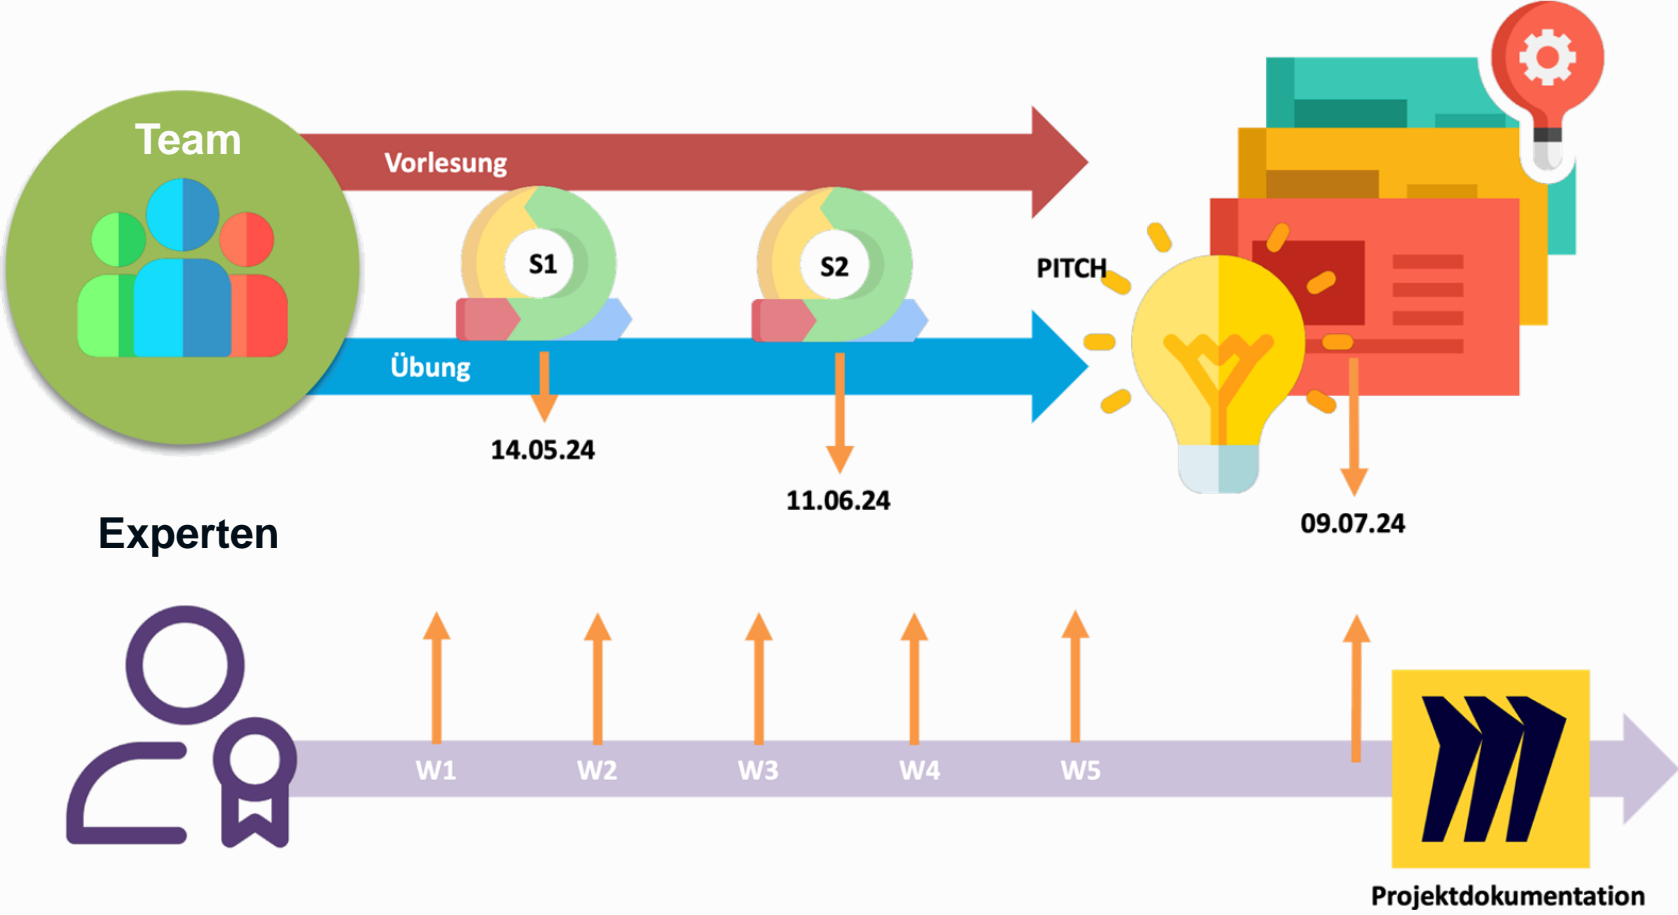 Team
Vorlesung
S1
S2
PITCH
Übung
14.05.24
11.06.24
09.07.24
Experten
W1
W2
W3
W4
W5
Projektdokumentation